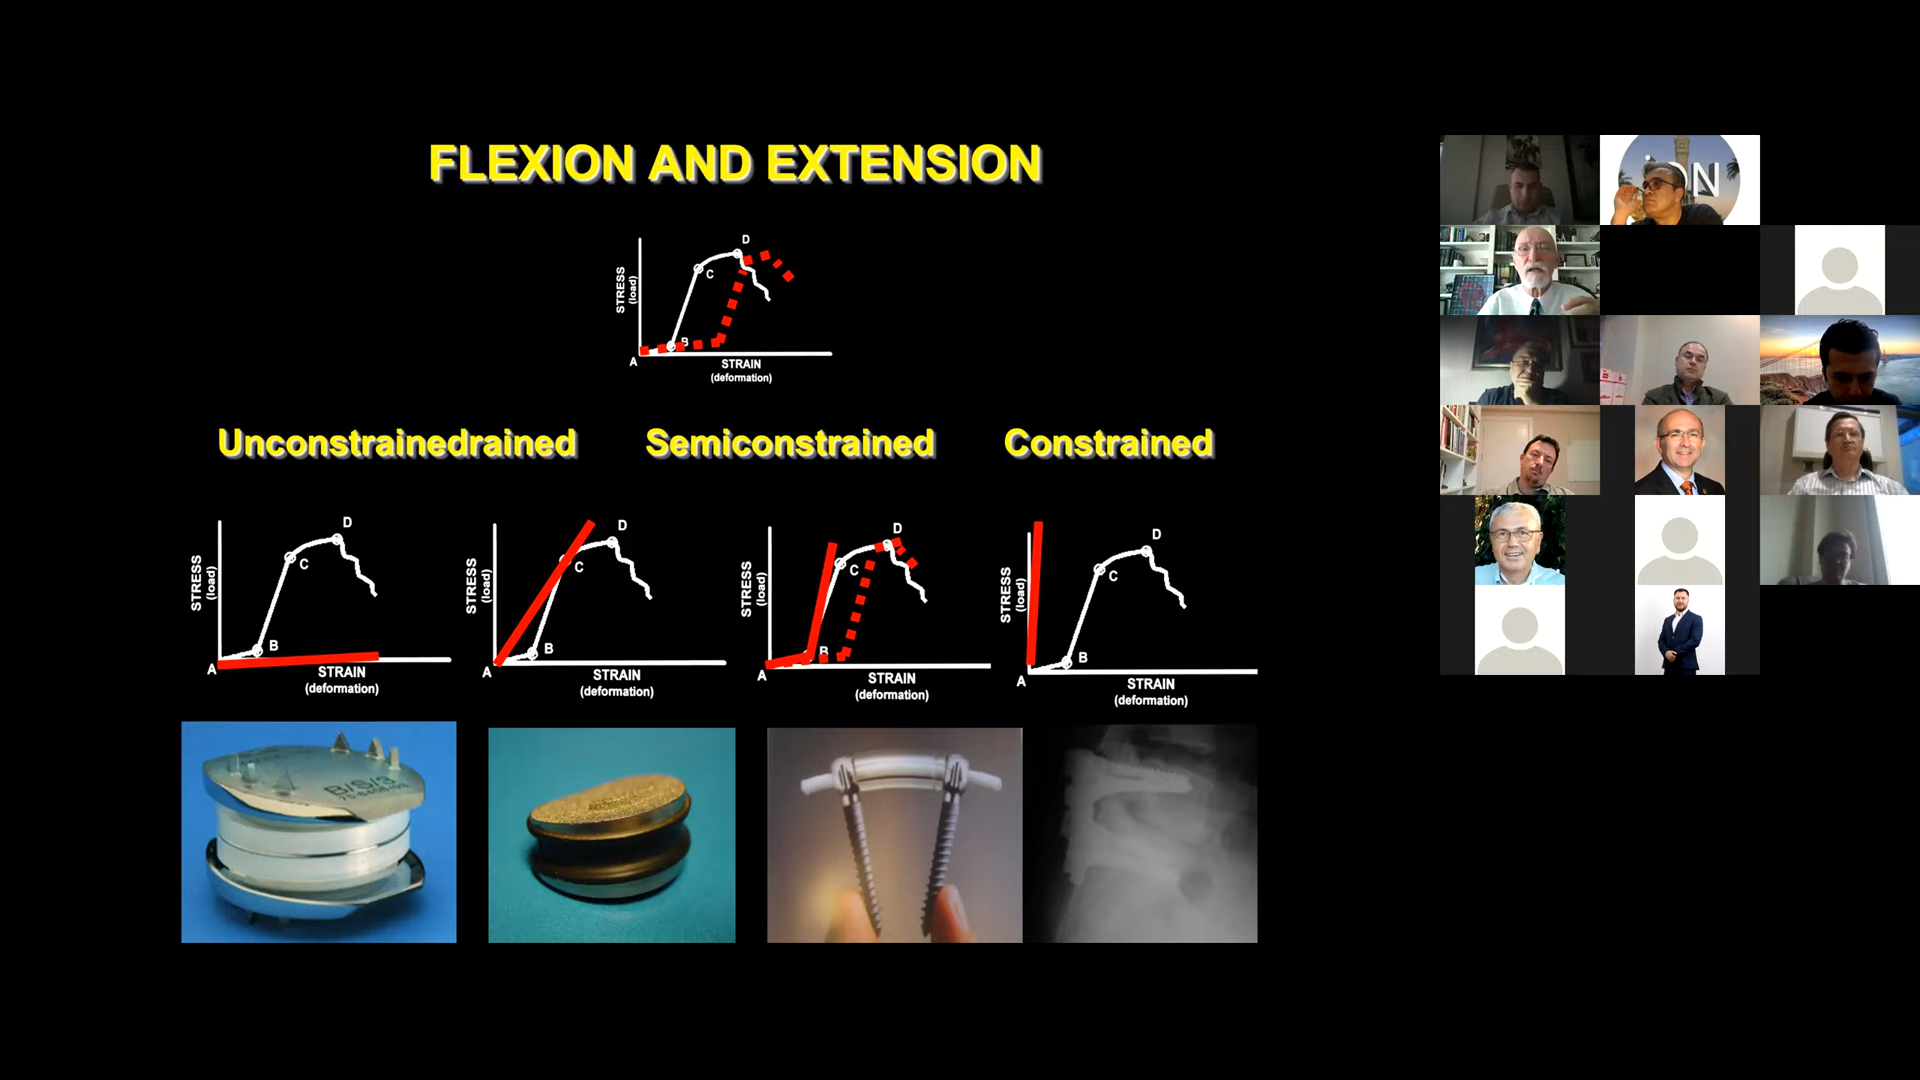 FLEXION AND EXTENSION
D
C
B
A
STRESS
(load)
STRAIN
(deformation)
Unconstrainedrained
Semiconstrained
Constrained
D
C
B
A
STRESS
(load)
STRAIN
(deformation)
D
C
B
A
STRESS
(load)
STRAIN
(deformation)
D
C
B
A
STRESS
(load)
STRAIN
(deformation)
D
C
B
A
STRESS
(load)
STRAIN
(deformation)
B/S/3